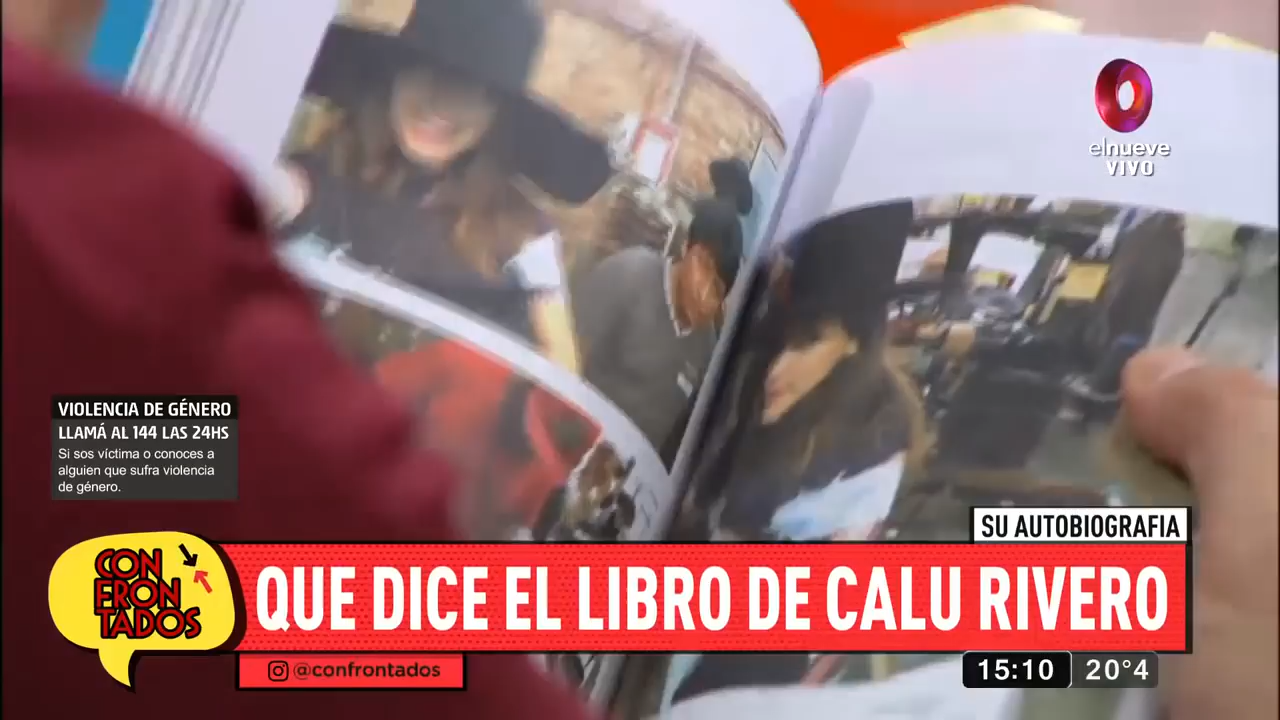 elnueve
VIVO
VIOLENCIA DE GÉNERO
LLAMÁ AL 144 LAS 24HS
Si sos víctima o conoces a
alguien que sufra violencia
de género.
SU AUTOBIOGRAFIA
CON
FRON
TADOS
QUE DICE EL LIBRO DE CALU RIVERO
@confrontados
15:10
20°4